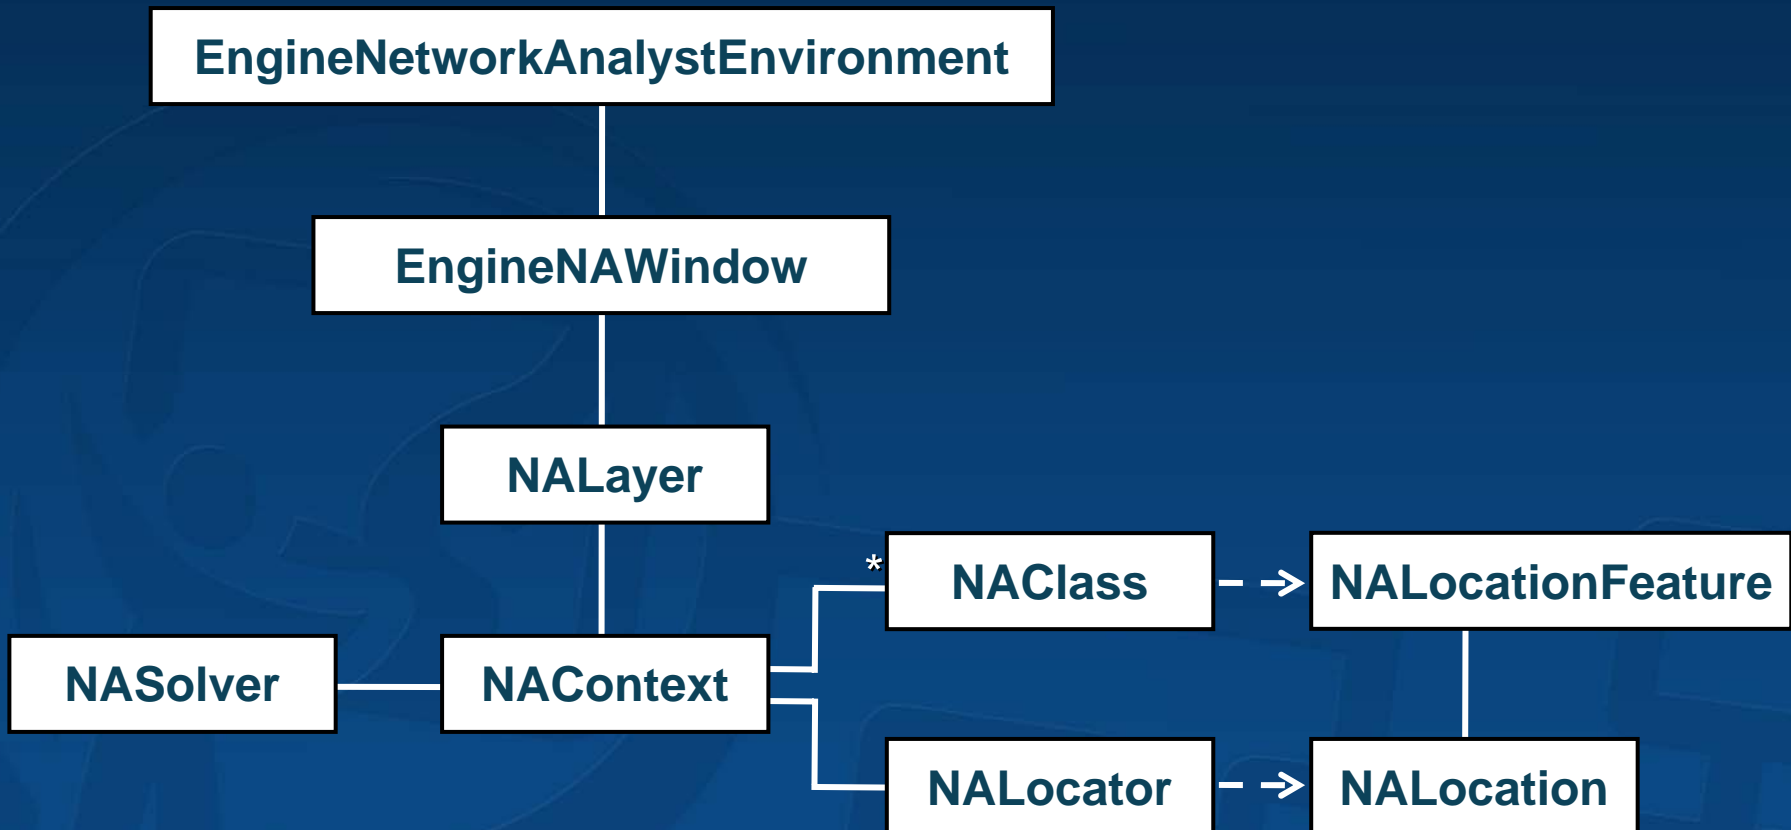 EngineNetworkAnalystEnvironment
EngineNAWindow
NALayer
*
NAClass
NALocationFeature
NASolver
NAContext
NALocator
NALocation